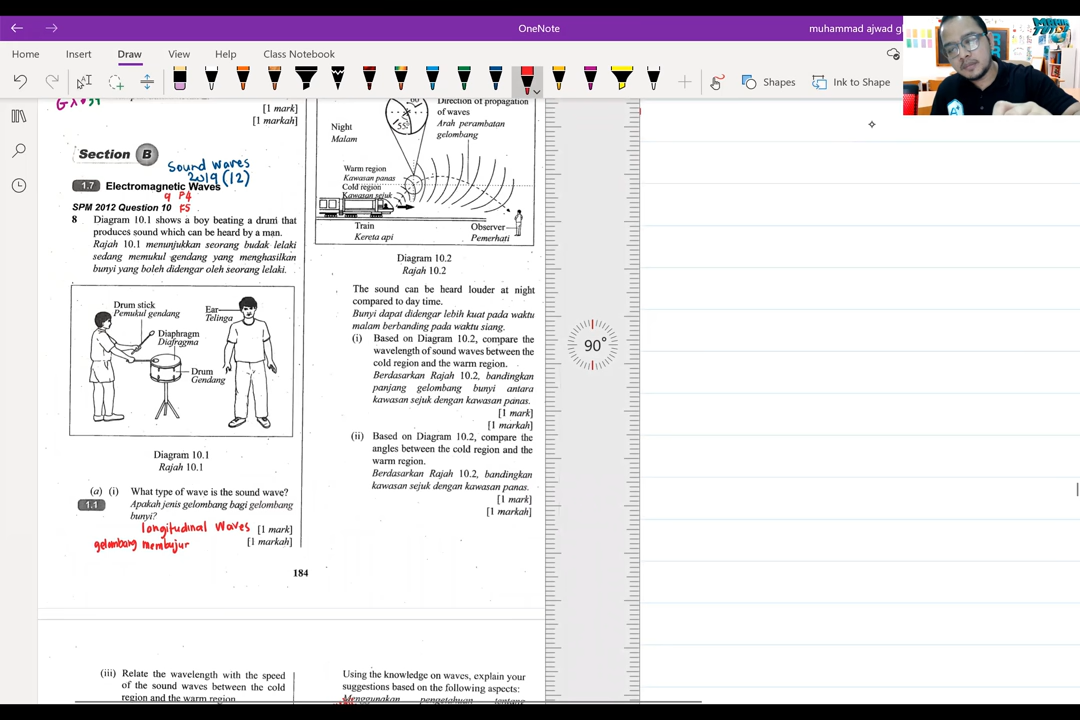 OneNote
muhammad ajwad g
Home
Insert
Draw
View
Help
Class Notebook
Shapes
Ink to Shape
[1 mark]
[1 markah]
Section B
Sound Waves
2019 (12)
1.7 Electromagnetic Waves
9 P4
SPM 2012 Question 10 F5
8 Diagram 10.1 shows a boy beating a drum that
produces sound which can be heard by a man.
Rajah 10.1 menunjukkan seorang budak lelaki
sedang memukul gendang yang menghasilkan
bunyi yang boleh didengar oleh seorang lelaki.
Drum stick
Pemukul gendang
Ear
Telinga
Diaphragm
Diafragma
Drum
Gendang
Diagram 10.1
Rajah 10.1
(a) (i) What type of wave is the sound wave?
1.1 Apakah jenis gelombang bagi gelombang
bunyi?
longitudinal Waves [1 mark]
gelombang membujur [1 markah]
184
(iii) Relate the wavelength with the speed
of the sound waves between the cold
region and the warm region
Direction of propagation
of waves
Arah perambatan
gelombang
55°
Night
Malam
Warm region
Kawasan panas
Cold region
Kawasan sejuk
Train
Kereta api
Observer
Pemerhati
Diagram 10.2
Rajah 10.2
The sound can be heard louder at night
compared to day time.
Bunyi dapat didengar lebih kuat pada waktu
malam berbanding pada waktu siang.
(i) Based on Diagram 10.2, compare the
wavelength of sound waves between the
cold region and the warm region.
Berdasarkan Rajah 10.2, bandingkan
panjang gelombang bunyi antara
kawasan sejuk dengan kawasan panas.
[1 mark]
[1 markah]
(ii) Based on Diagram 10.2, compare the
angles between the cold region and the
warm region.
Berdasarkan Rajah 10.2, bandingkan
kawasan sejuk dengan kawasan panas.
[1 mark]
[1 markah]
Using the knowledge on waves, explain your
suggestions based on the following aspects:
Menggunakan pengetahuan tentang
90°